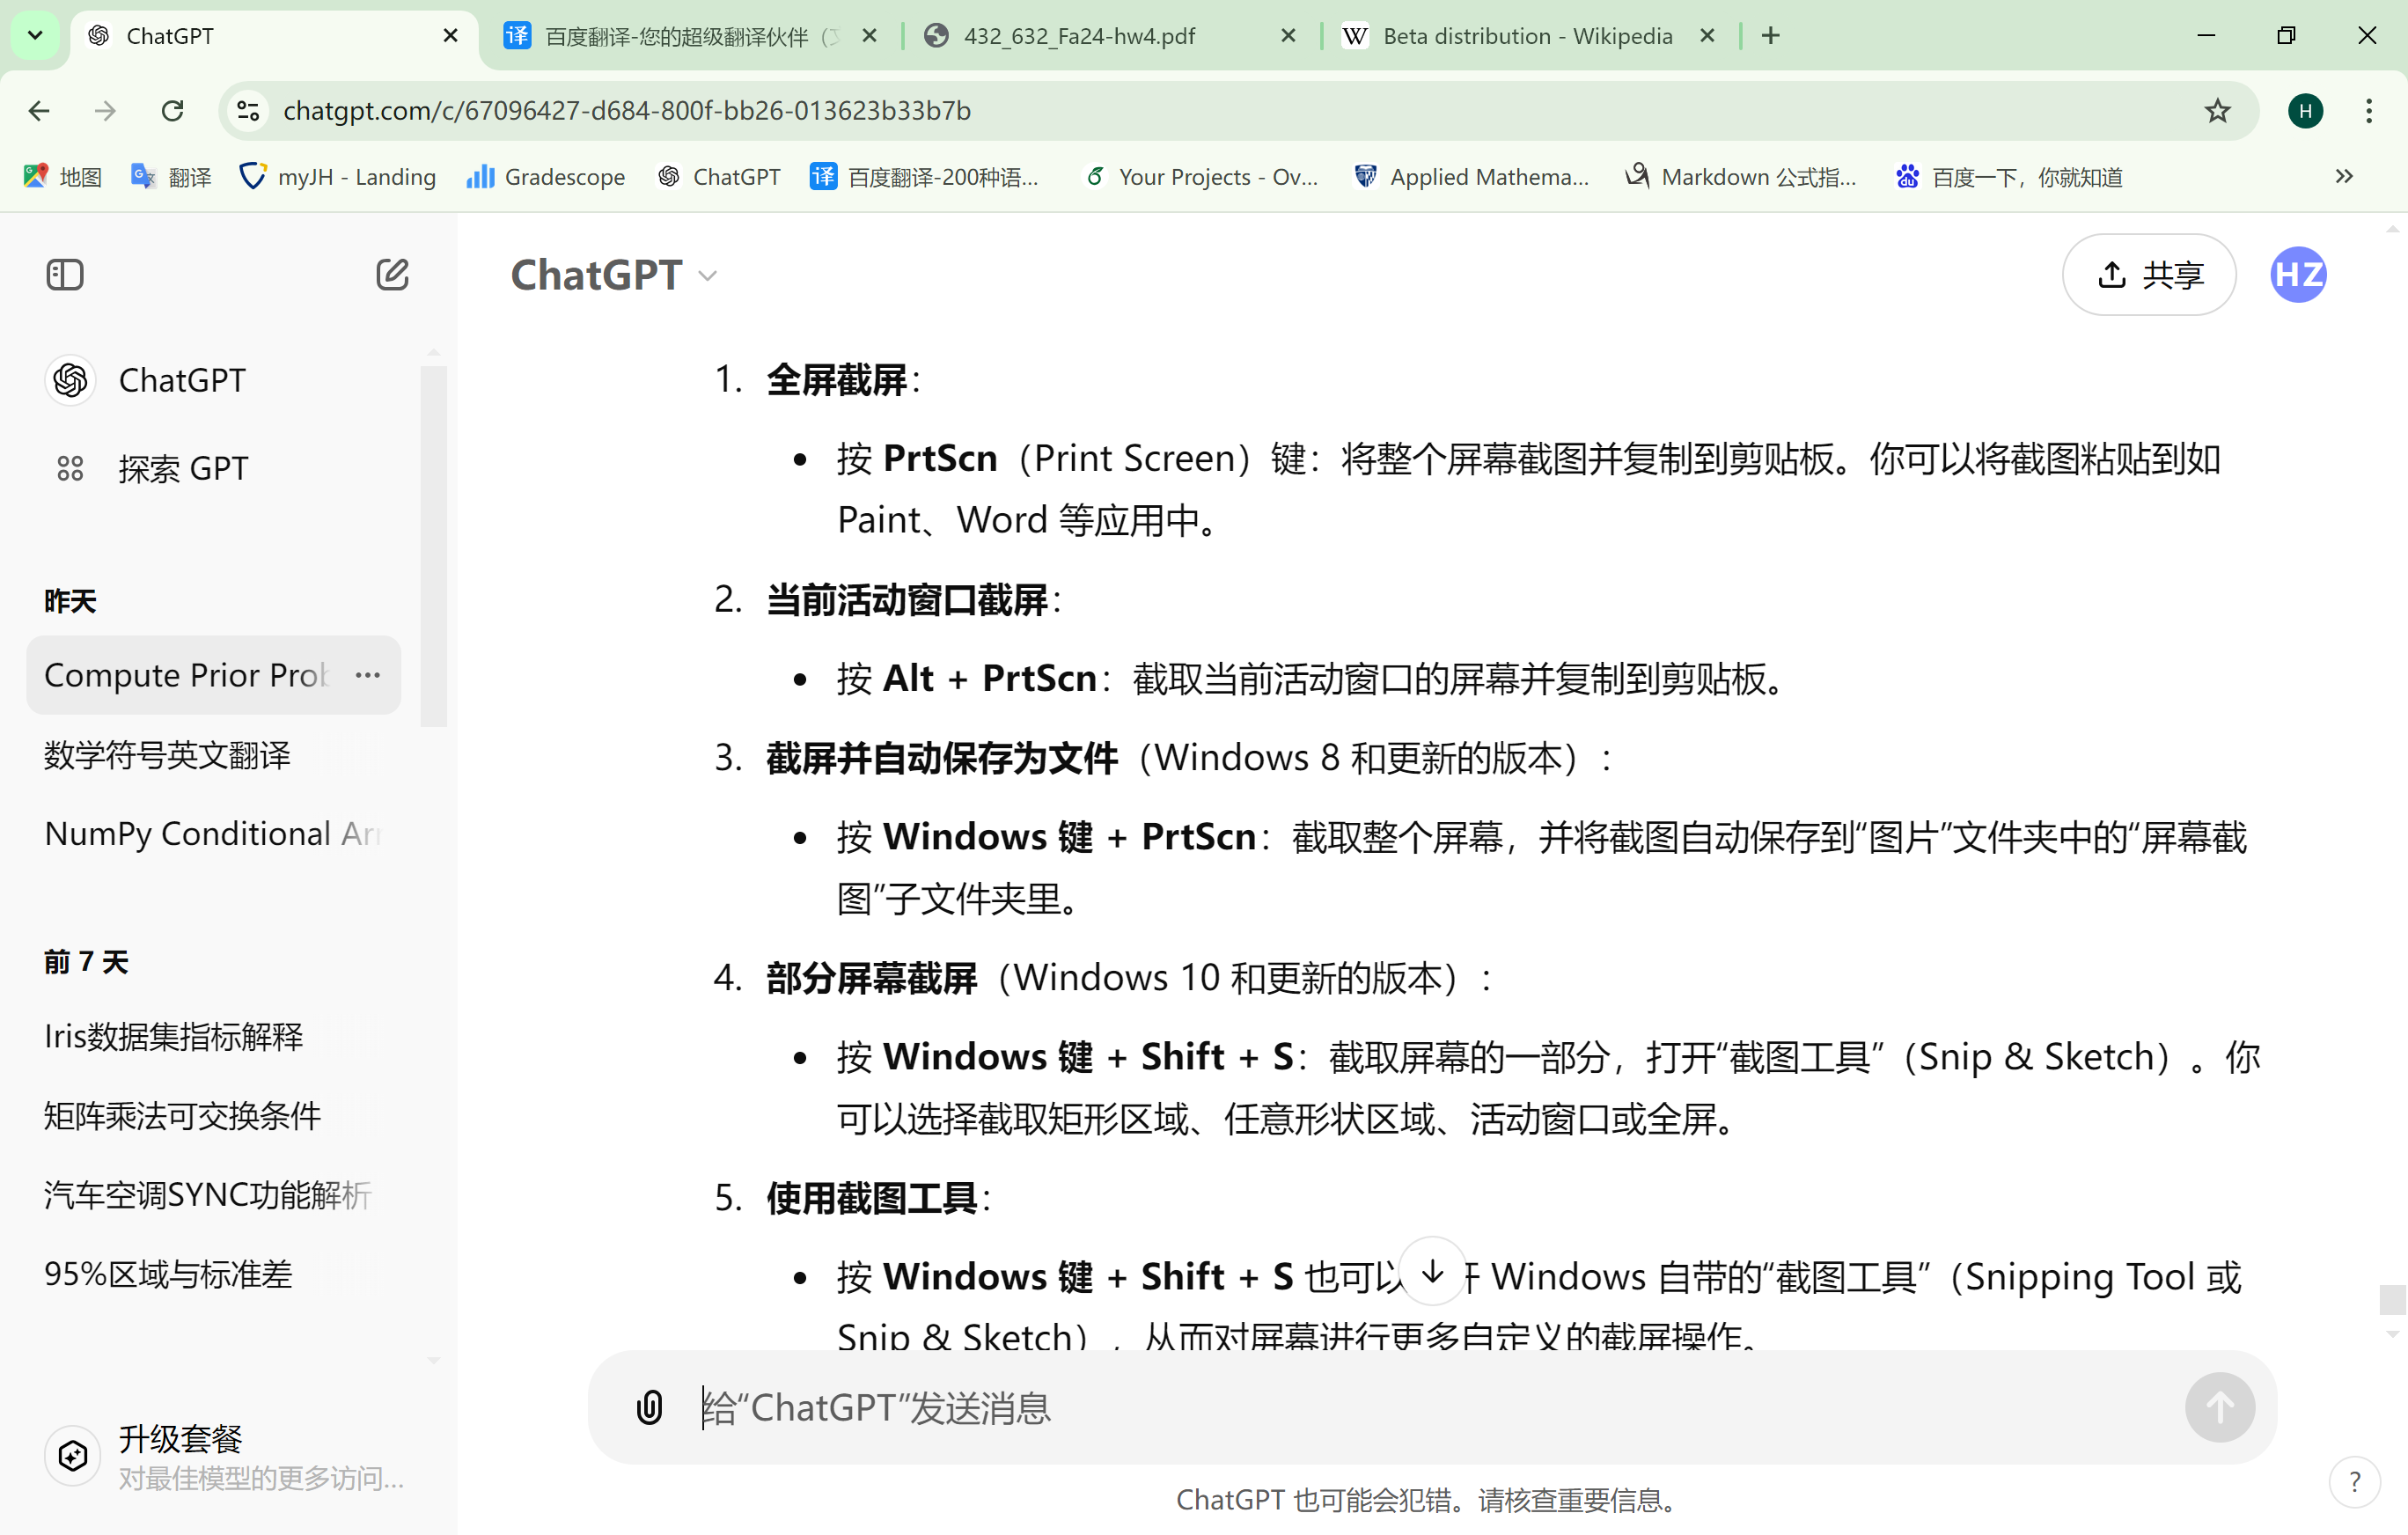 ChatGPT
百度翻译-您的超级翻译伙伴
432_632_Fa24-hw4.pdf
W Beta distribution - Wikipedia
chatgpt.com/c/67096427-d684-800f-bb26-013623b33b7b
H
地图
翻译
myJH - Landing
Gradescope
ChatGPT
译 百度翻译-200种语...
Your Projects - Ov...
Applied Mathema...
Markdown 公式指...
百度一下，你就知道
ChatGPT
共享
HZ
ChatGPT
探索 GPT
昨天
Compute Prior Prob
数学符号英文翻译
NumPy Conditional Arr
前 7 天
Iris数据集指标解释
矩阵乘法可交换条件
汽车空调SYNC功能解析
95%区域与标准差
升级套餐
对最佳模型的更多访问...
1. 全屏截屏：
• 按 PrtScn（Print Screen）键：将整个屏幕截图并复制到剪贴板。你可以将截图粘贴到如
Paint、Word 等应用中。
2. 当前活动窗口截屏：
• 按 Alt + PrtScn：截取当前活动窗口的屏幕并复制到剪贴板。
3. 截屏并自动保存为文件（Windows 8 和更新的版本）：
• 按 Windows 键 + PrtScn：截取整个屏幕，并将截图自动保存到“图片”文件夹中的“屏幕截
图”子文件夹里。
4. 部分屏幕截屏（Windows 10 和更新的版本）：
• 按 Windows 键 + Shift + S：截取屏幕的一部分，打开“截图工具”（Snip & Sketch）。你
可以选择截取矩形区域、任意形状区域、活动窗口或全屏。
5. 使用截图工具：
• 按 Windows 键 + Shift + S 也可以 Windows 自带的“截图工具”（Snipping Tool 或
Snip & Sketch），从而对屏幕进行更多自定义的截屏操作。
给“ChatGPT”发送消息
ChatGPT 也可能会犯错。请核查重要信息。
?